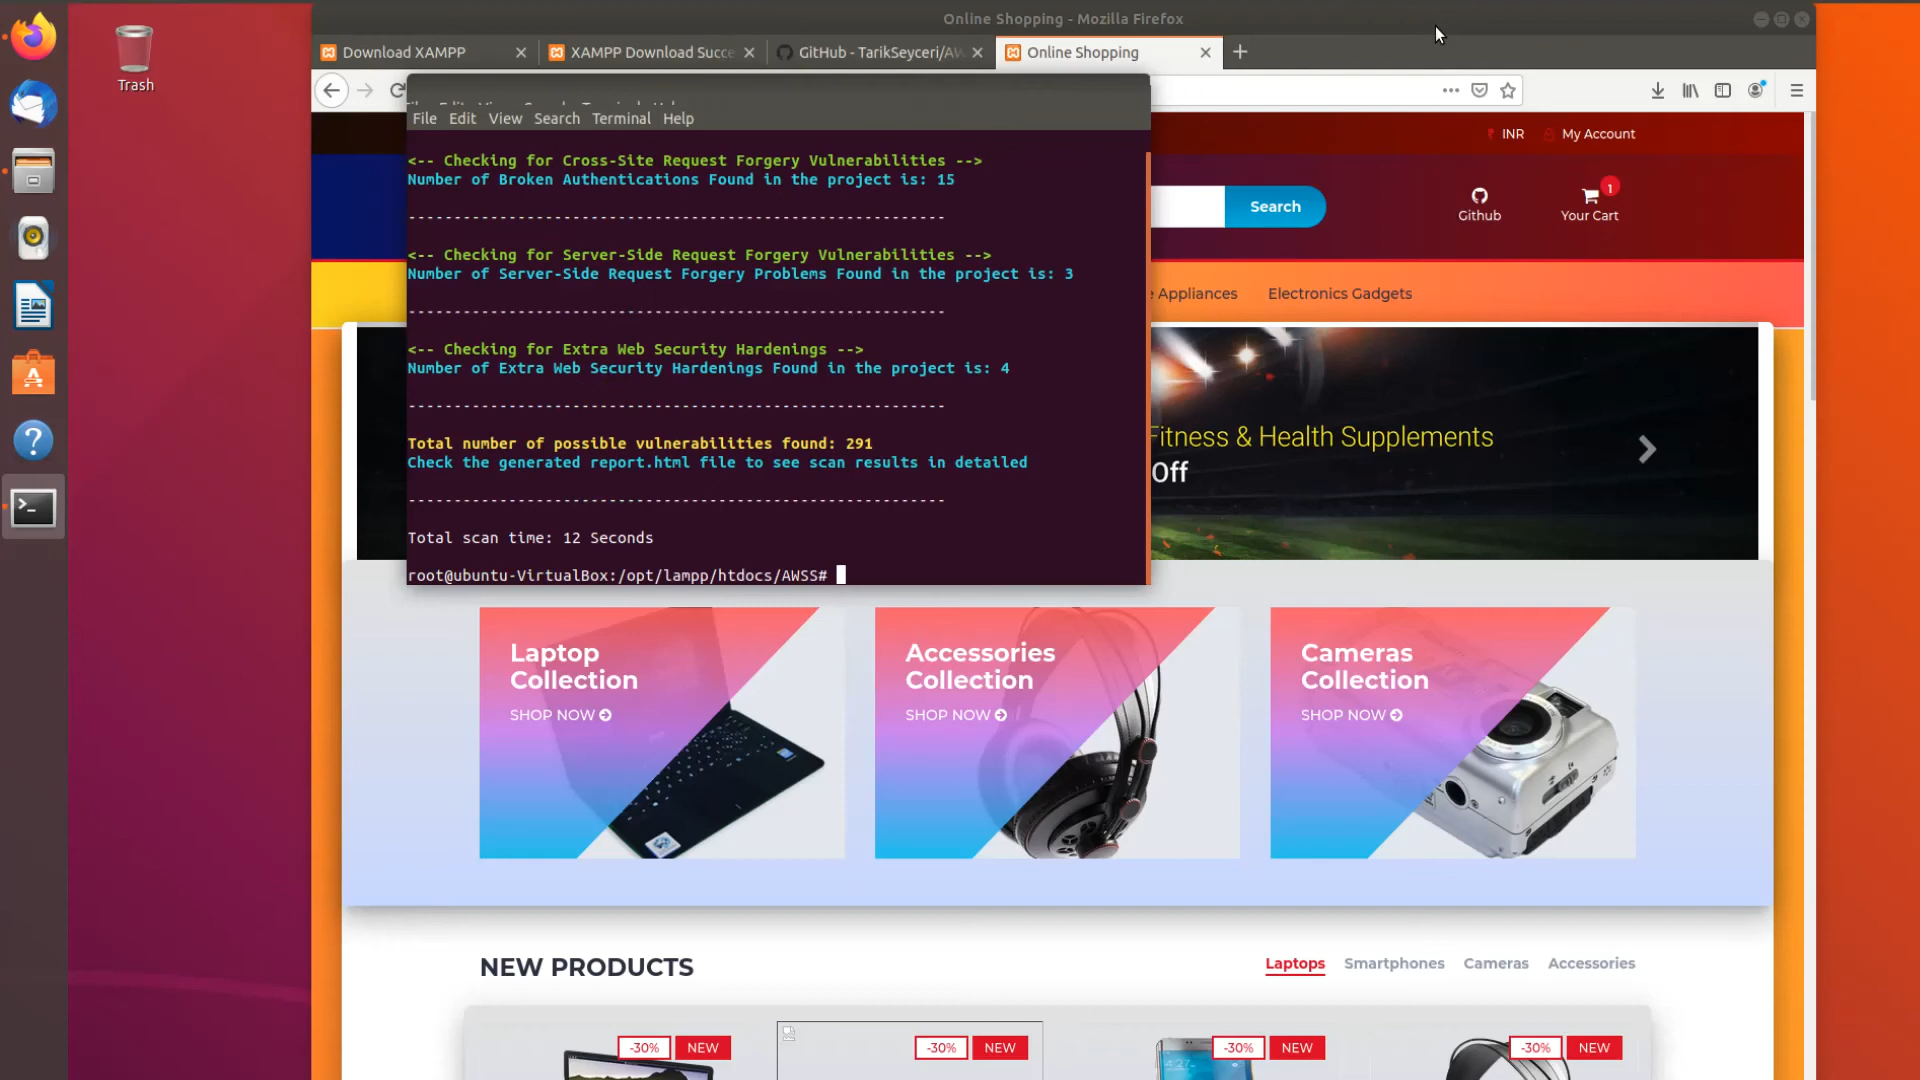 Online Shopping - Mozilla Firefox
Trash
Download XAMPP
XAMPP Download Succe
GitHub - TarikSeyceri/AW
Online Shopping
File Edit View Search Terminal Help
INR
My Account
<-- Checking for Cross-Site Request Forgery Vulnerabilities -->
Number of Broken Authentications Found in the project is: 15
-----------------------------------------------------------
Search
Github
1
Your Cart
<-- Checking for Server-Side Request Forgery Vulnerabilities -->
Number of Server-Side Request Forgery Problems Found in the project is: 3
-----------------------------------------------------------
e Appliances
Electronics Gadgets
<-- Checking for Extra Web Security Hardenings -->
Number of Extra Web Security Hardenings Found in the project is: 4
-----------------------------------------------------------
Total number of possible vulnerabilities found: 291
Check the generated report.html file to see scan results in detailed
-----------------------------------------------------------
Total scan time: 12 Seconds
root@ubuntu-VirtualBox:/opt/lampp/htdocs/AWSS#
Fitness & Health Supplements
Off
Laptop
Collection
SHOP NOW
Accessories
Collection
SHOP NOW
Cameras
Collection
SHOP NOW
NEW PRODUCTS
Laptops
Smartphones
Cameras
Accessories
-30% NEW
-30% NEW
-30% NEW
-30% NEW